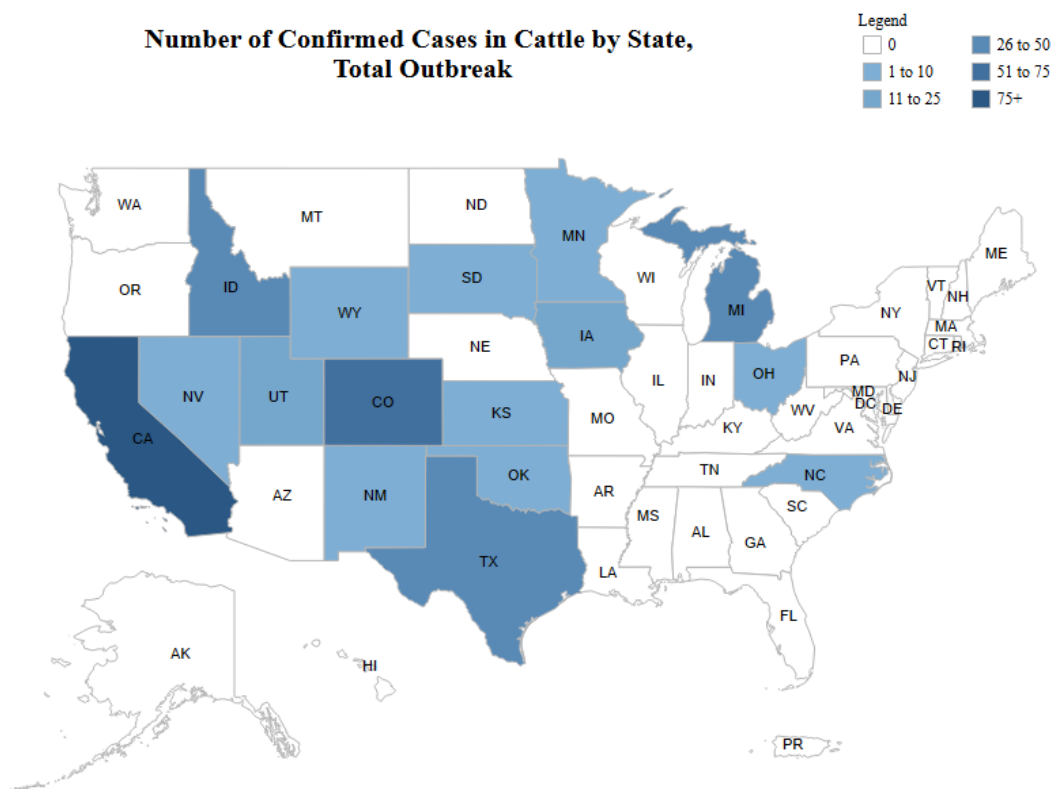 Number of Confirmed Cases in Cattle by State,
Total Outbreak
Legend
0
26 to 50
1 to 10
51 to 75
11 to 25
75+
WA
MT
ND
MN
ME
OR
ID
SD
WI
VT
NH
WY
MI
NY
MA
IA
CT
RI
NE
PA
NV
UT
CO
IL
IN
OH
NJ
MD
DC
DE
KS
MO
WV
KY
VA
CA
TN
NC
AZ
NM
OK
AR
SC
MS
AL
GA
TX
LA
FL
AK
HI
PR